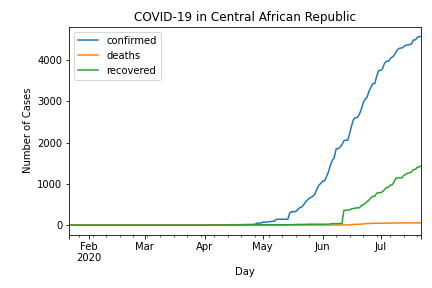 COVID-19 in Central African Republic
confirmed
deaths
recovered
Number of Cases
4000
3000
2000
1000
0
Feb Mar Apr May Jun Jul
2020
Day